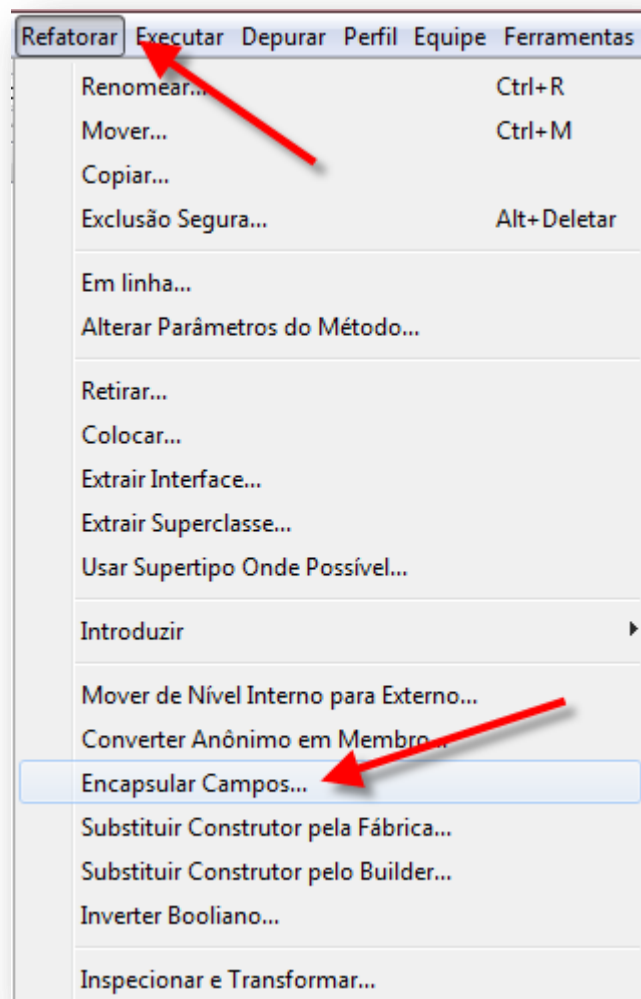 Refatorar Executar Depurar Perfil Equipe Ferramentas
Renomear... Ctrl+R
Mover... Ctrl+M
Copiar...
Exclusão Segura... Alt+Deletar
Em linha...
Alterar Parâmetros do Método...
Retirar...
Colocar...
Extrair Interface...
Extrair Superclasse...
Usar Supertipo Onde Possível...
Introduzir
Mover de Nível Interno para Externo...
Converter Anônimo em Membro...
Encapsular Campos...
Substituir Construtor pela Fábrica...
Substituir Construtor pelo Builder...
Inverter Booliano...
Inspecionar e Transformar...